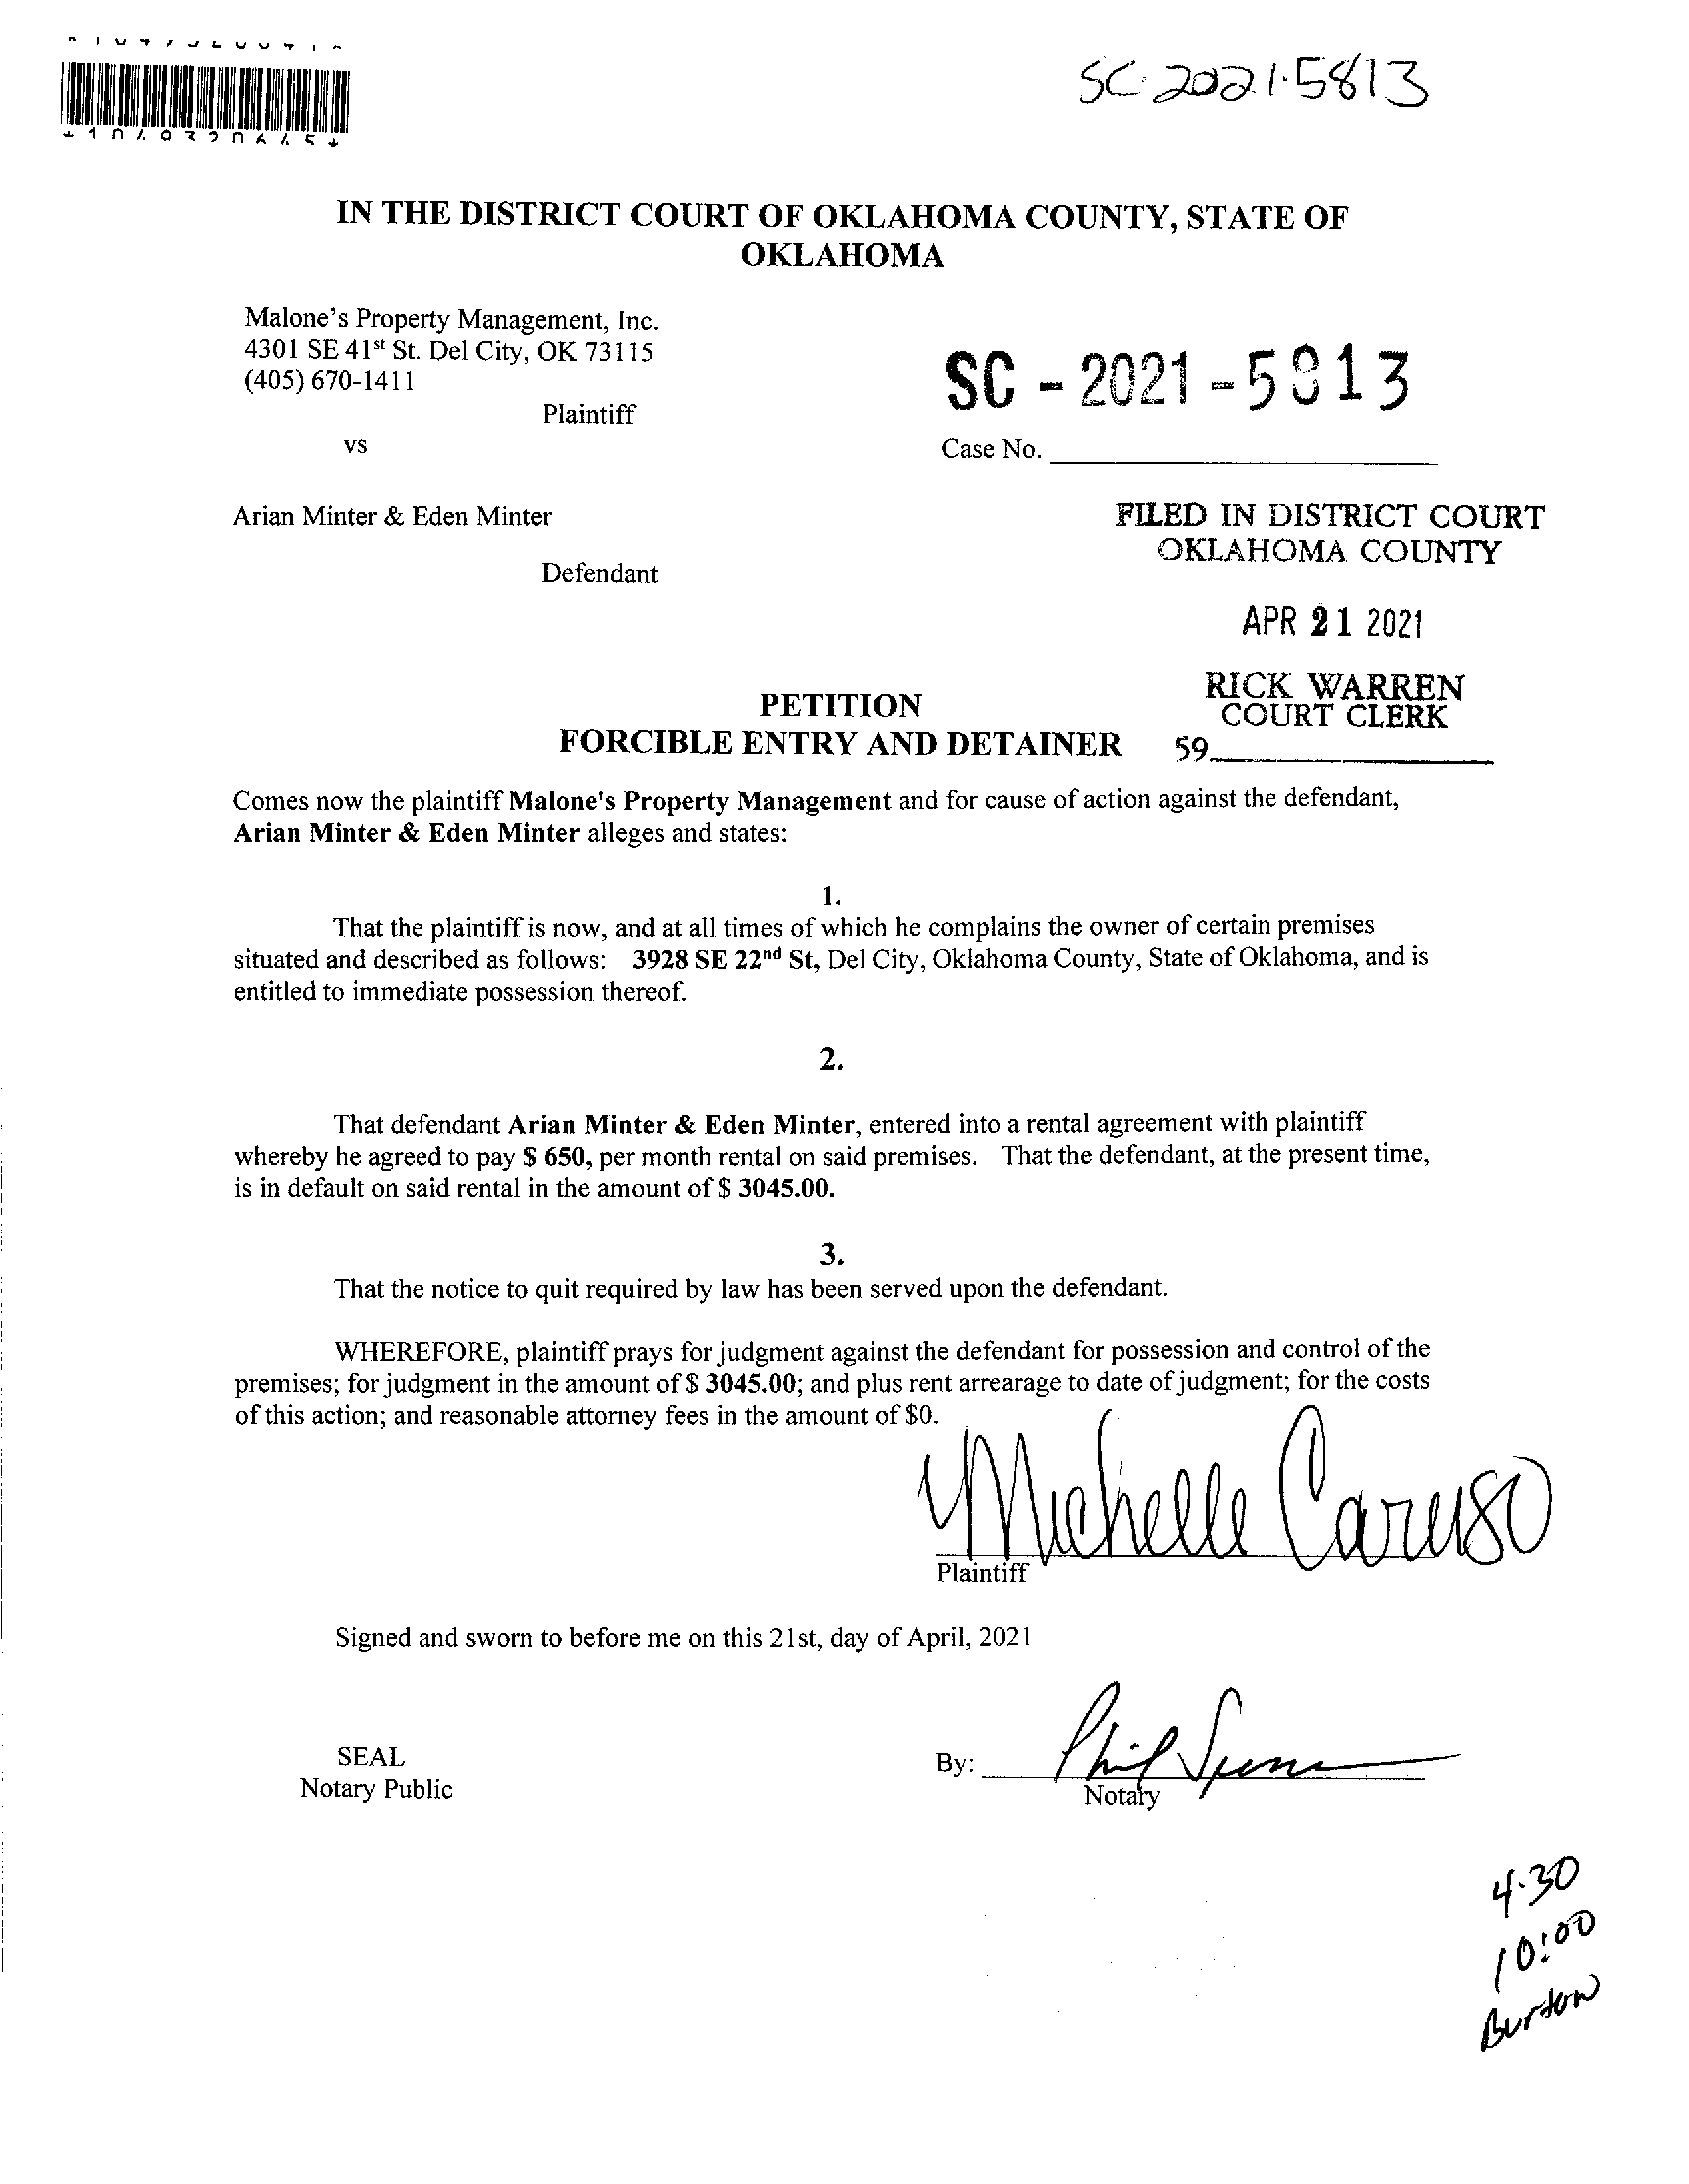 SC-2021-5813
IN THE DISTRICT COURT OF OKLAHOMA COUNTY, STATE OF
OKLAHOMA
Malone's Property Management, Inc.
4301 SE 41st St. Del City, OK 73115
(405) 670-1411
Plaintiff
SC - 2021 - 5813
vs
Case No.
Arian Minter & Eden Minter
FILED IN DISTRICT COURT
OKLAHOMA COUNTY
Defendant
APR 21 2021
RICK WARREN
COURT CLERK
59
PETITION
FORCIBLE ENTRY AND DETAINER
Comes now the plaintiff Malone's Property Management and for cause of action against the defendant,
Arian Minter & Eden Minter alleges and states:
1.
That the plaintiff is now, and at all times of which he complains the owner of certain premises
situated and described as follows: 3928 SE 22nd St, Del City, Oklahoma County, State of Oklahoma, and is
entitled to immediate possession thereof.
2.
That defendant Arian Minter & Eden Minter, entered into a rental agreement with plaintiff
whereby he agreed to pay $ 650, per month rental on said premises. That the defendant, at the present time,
is in default on said rental in the amount of $ 3045.00.
3.
That the notice to quit required by law has been served upon the defendant.
WHEREFORE, plaintiff prays for judgment against the defendant for possession and control of the
premises; for judgment in the amount of $ 3045.00; and plus rent arrearage to date of judgment; for the costs
of this action; and reasonable attorney fees in the amount of $0.
Michelle Caruso
Plaintiff
Signed and sworn to before me on this 21st, day of April, 2021
SEAL
Notary Public
By: Phil
Notary
4.30
10:00
Burton